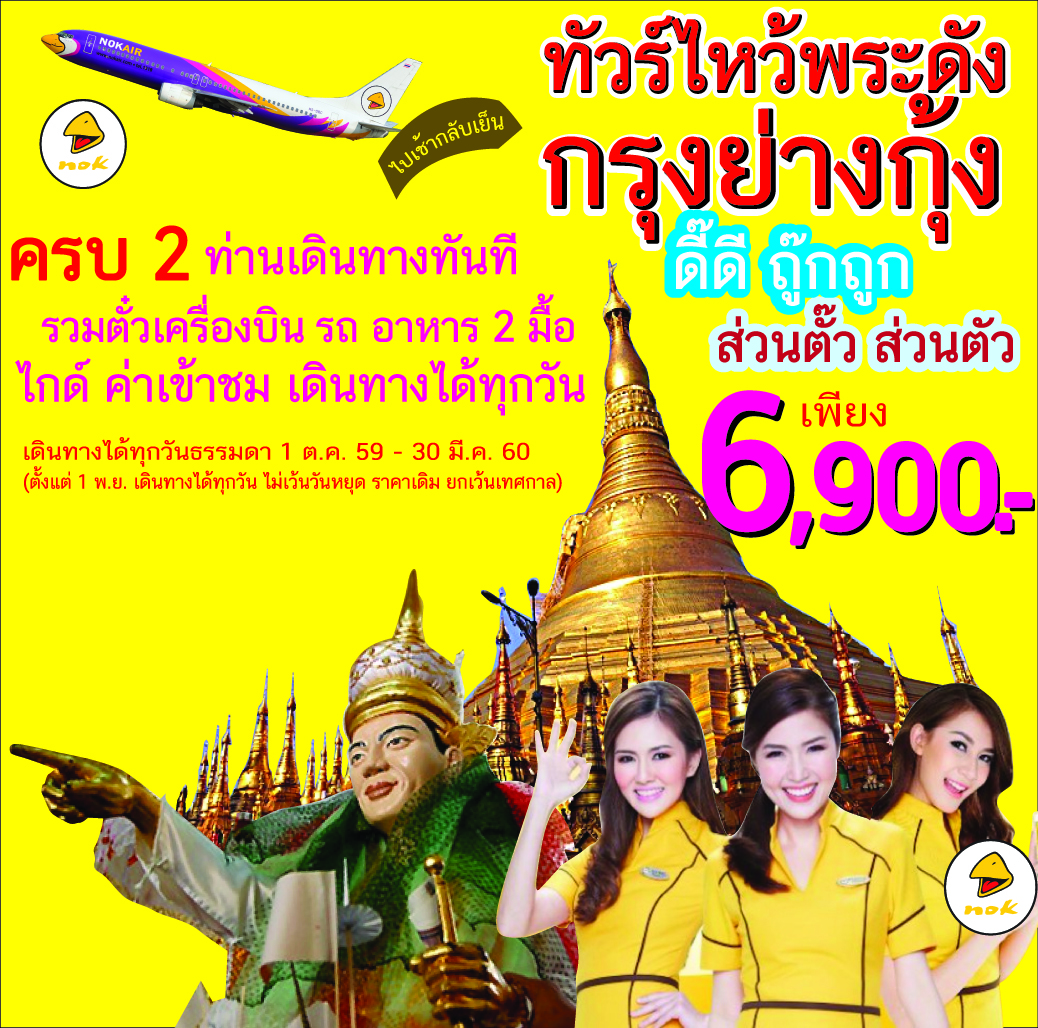 NOKAIR
nok
ไปเช้ากลับเย็น
ทัวร์ไหว้พระดัง
กรุงย่างกุ้ง
ดี๊ดี ถู๊กถูก
ส่วนตั๊ว ส่วนตัว
เพียง
6,900.-
ครบ 2 ท่านเดินทางทันที
รวมตั๋วเครื่องบิน รถ อาหาร 2 มื้อ
ไกด์ ค่าเข้าชม เดินทางได้ทุกวัน
เดินทางได้ทุกวันธรรมดา 1 ต.ค. 59 - 30 มี.ค. 60
(ตั้งแต่ 1 พ.ย. เดินทางได้ทุกวัน ไม่เว้นวันหยุด ราคาเดิม ยกเว้นเทศกาล)
nok